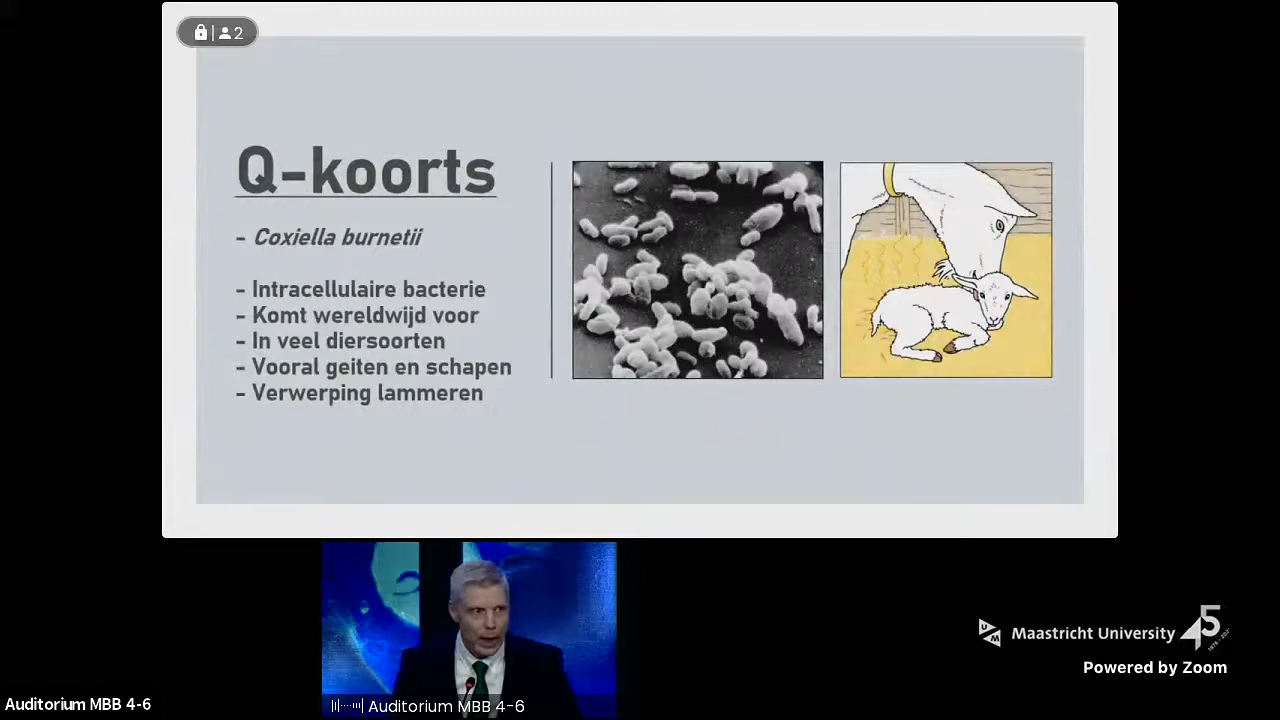 2
Q-koorts
- Coxiella burnetii
- Intracellulaire bacterie
- Komt wereldwijd voor
- In veel diersoorten
- Vooral geiten en schapen
- Verwerping lammeren
Maastricht University 45
Powered by Zoom
Auditorium MBB 4-6
Auditorium MBB 4-6